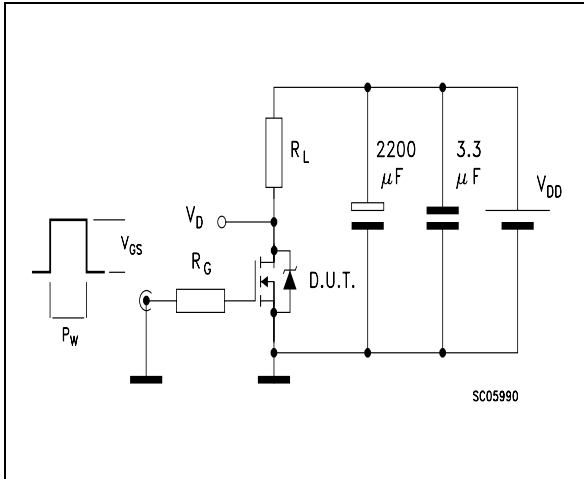 R_L
2200
μF
3.3
μF
V_DD
V_D
V_GS
R_G
D.U.T.
P_W
SC05990